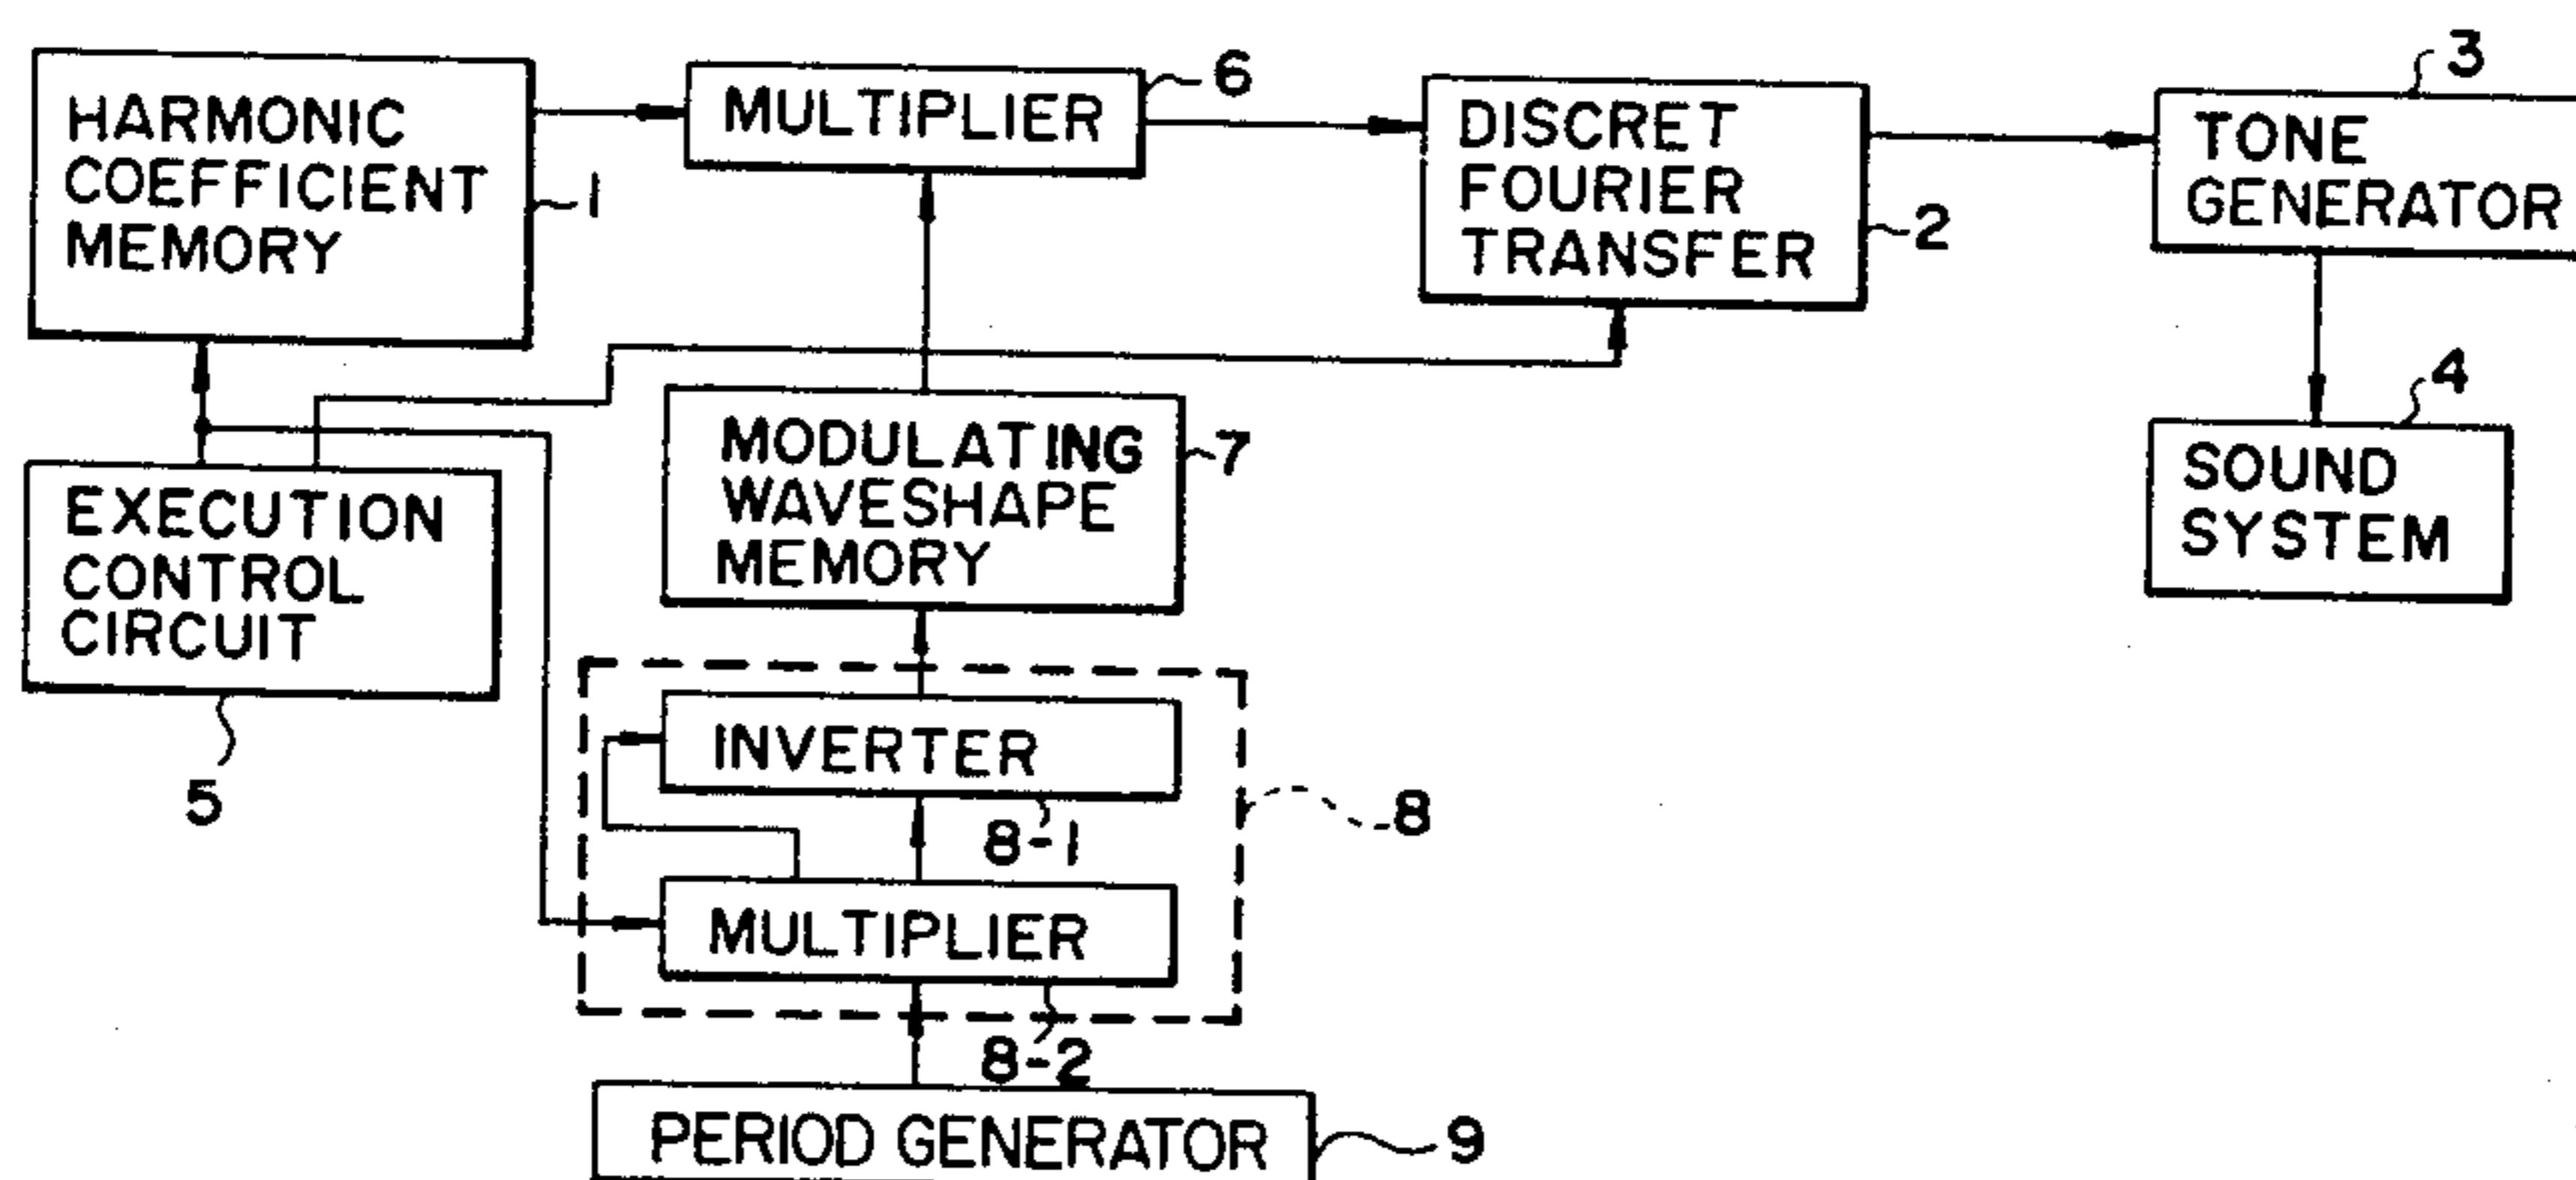 HARMONIC
COEFFICIENT
MEMORY
1
MULTIPLIER
6
DISCRET
FOURIER
TRANSFER
2
TONE
GENERATOR
3
EXECUTION
CONTROL
CIRCUIT
5
MODULATING
WAVESHAPE
MEMORY
7
SOUND
SYSTEM
4
INVERTER
8-1
8
MULTIPLIER
8-2
PERIOD GENERATOR
9